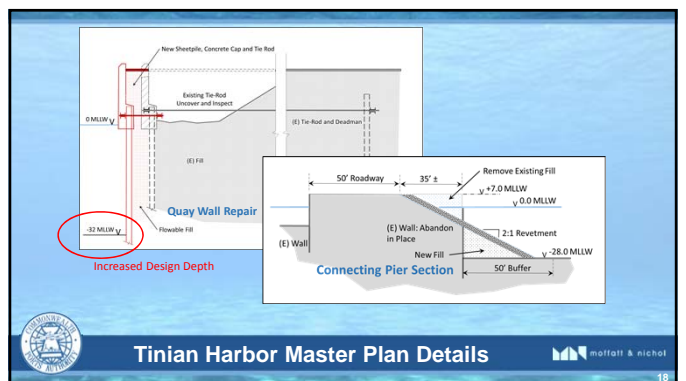 New Sheetpile, Concrete Cap and Tie Rod
Existing Tie-Rod
Uncover and Inspect
0 MLLW
(E) Tie-Rod and Deadman
(E) Fill
Quay Wall Repair
-32 MLLW
Flowable Fill
Increased Design Depth
50' Roadway
35' ±
Remove Existing Fill
+7.0 MLLW
0.0 MLLW
(E) Wall
(E) Wall: Abandon
in Place
2:1 Revetment
New Fill
-28.0 MLLW
Connecting Pier Section
50' Buffer
COMMONWEALTH
PORTS AUTHORITY
Tinian Harbor Master Plan Details
moffatt & nichol
18